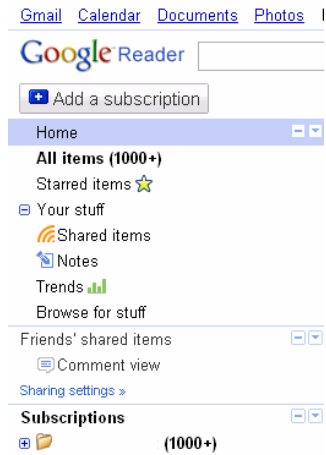 Gmail Calendar Documents Photos
Google Reader
Add a subscription
Home
All items (1000+)
Starred items
Your stuff
Shared items
Notes
Trends
Browse for stuff
Friends' shared items
Comment view
Sharing settings »
Subscriptions
(1000+)